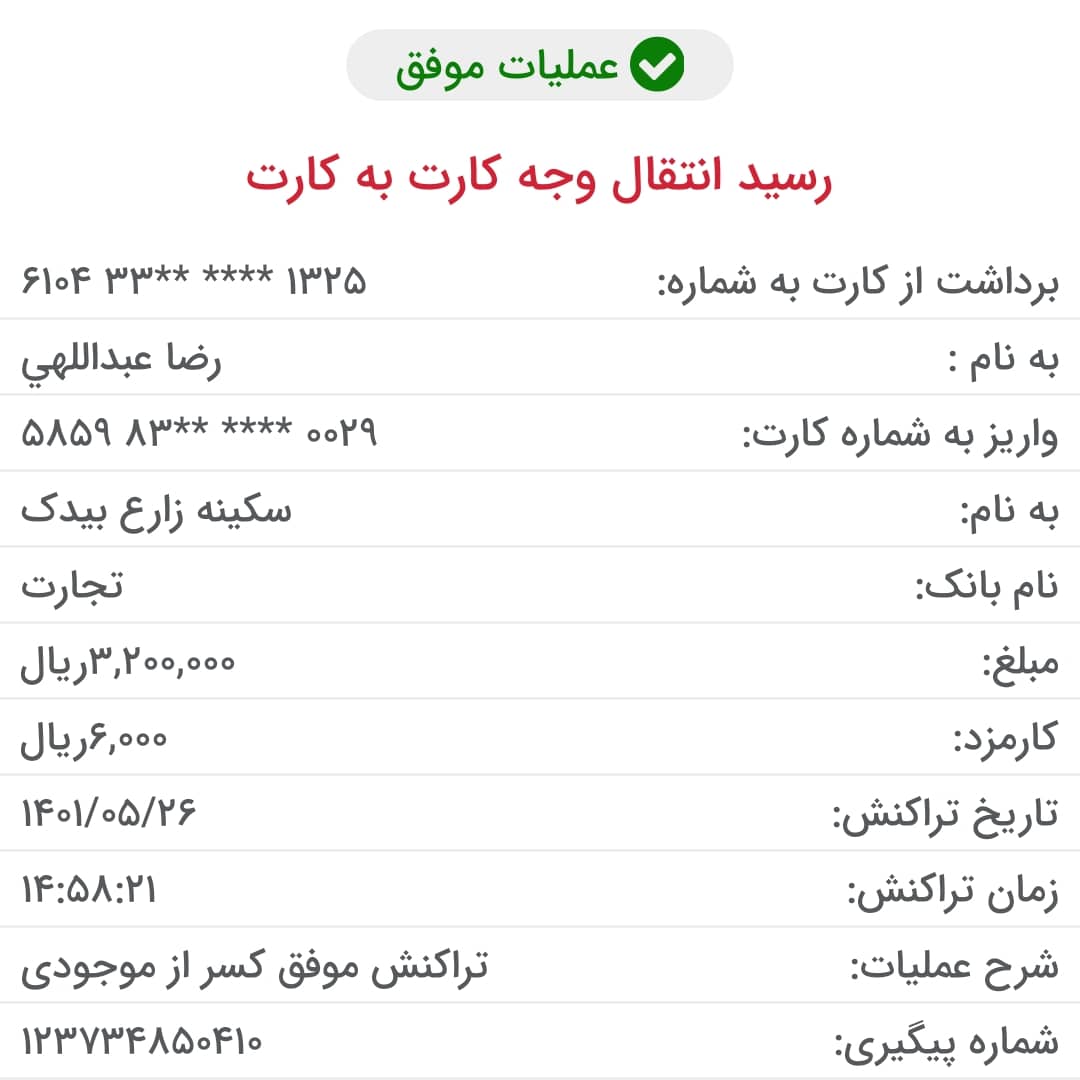 عملیات موفق
رسید انتقال وجه کارت به کارت
برداشت از کارت به شماره: ۶۱۰۴ ۳۳** **** ۱۳۲۵
به نام : رضا عبداللهي
واریز به شماره کارت: ۵۸۵۹ ۸۳** **** ۰۰۲۹
به نام: سکینه زارع بیدک
نام بانک: تجارت
مبلغ: ۳,۲۰۰,۰۰۰ریال
کارمزد: ۶,۰۰۰ریال
تاریخ تراکنش: ۱۴۰۱/۰۵/۲۶
زمان تراکنش: ۱۴:۵۸:۲۱
شرح عملیات: تراکنش موفق کسر از موجودی
شماره پیگیری: ۱۲۳۷۳۴۸۵۰۴۱۰